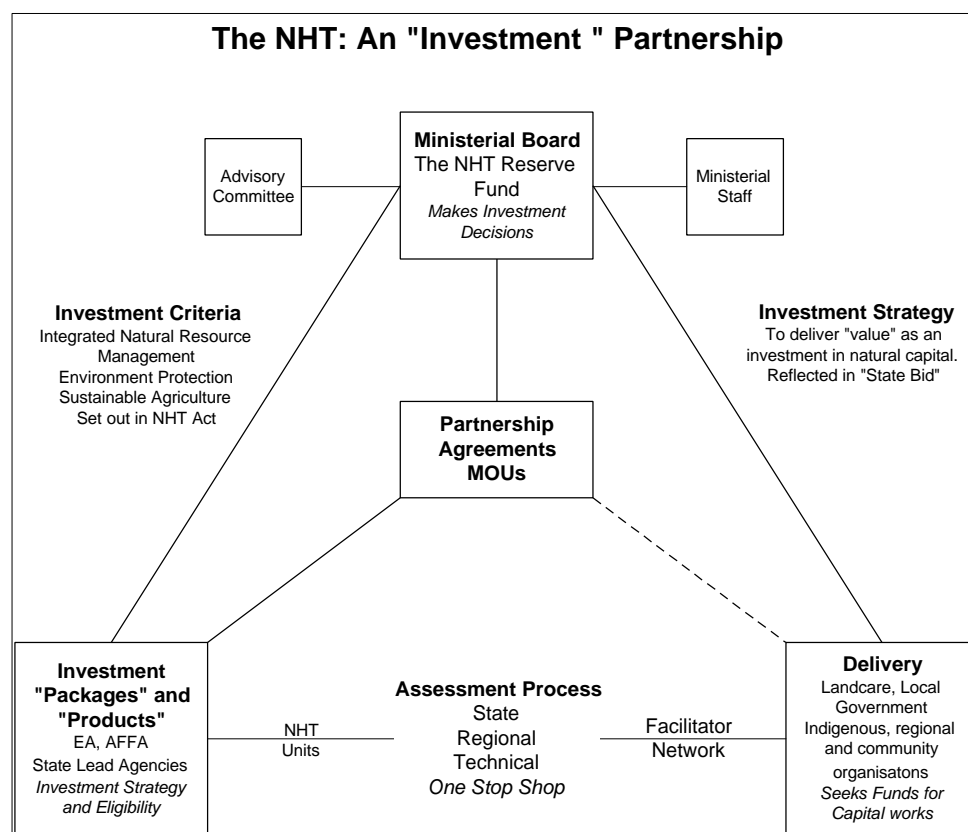 The NHT: An "Investment " Partnership
Advisory
Committee
Ministerial Board
The NHT Reserve
Fund
Makes Investment
Decisions
Ministerial
Staff
Investment Criteria
Integrated Natural Resource
Management
Environment Protection
Sustainable Agriculture
Set out in NHT Act
Investment Strategy
To deliver "value" as an
investment in natural capital.
Reflected in "State Bid"
Partnership
Agreements
MOUs
Investment
"Packages" and
"Products"
EA, AFFA
State Lead Agencies
Investment Strategy
and Eligibility
NHT
Units
Assessment Process
State
Regional
Technical
One Stop Shop
Facilitator
Network
Delivery
Landcare, Local
Government
Indigenous, regional
and community
organisatons
Seeks Funds for
Capital works